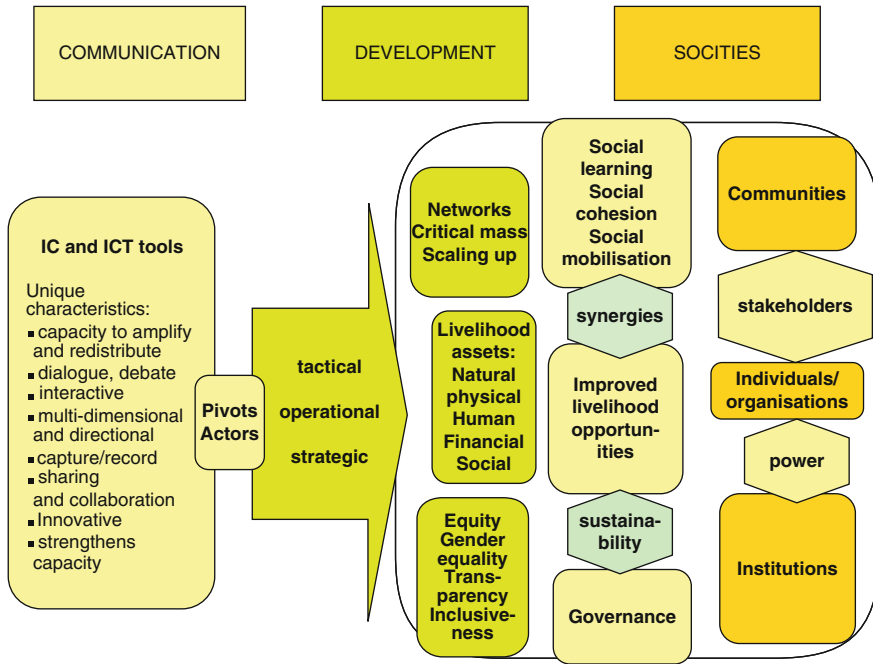 COMMUNICATION
DEVELOPMENT
SOCITIES
IC and ICT tools
Unique
characteristics:
▪ capacity to amplify
and redistribute
▪ dialogue, debate
▪ interactive
▪ multi-dimensional
and directional
▪ capture/record
▪ sharing
and collaboration
▪ Innovative
▪ strengthens
capacity
Pivots
Actors
tactical
operational
strategic
Networks
Critical mass
Scaling up
Livelihood
assets:
Natural
physical
Human
Financial
Social
Equity
Gender
equality
Trans-
parency
Inclusive-
ness
Social
learning
Social
cohesion
Social
mobilisation
synergies
Improved
livelihood
opportun-
ities
sustaina-
bility
Governance
Communities
stakeholders
Individuals/
organisations
power
Institutions